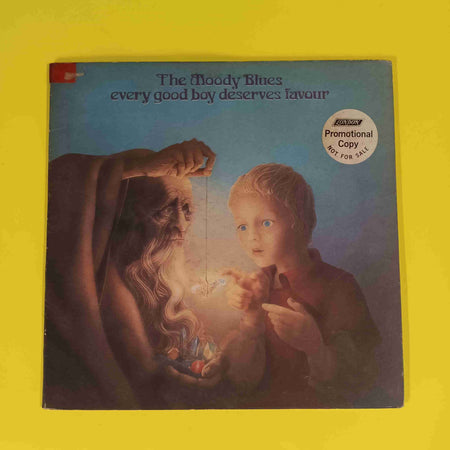 The Moody Blues
every good boy deserves favour
LONDON
Promotional
Copy
NOT FOR SALE